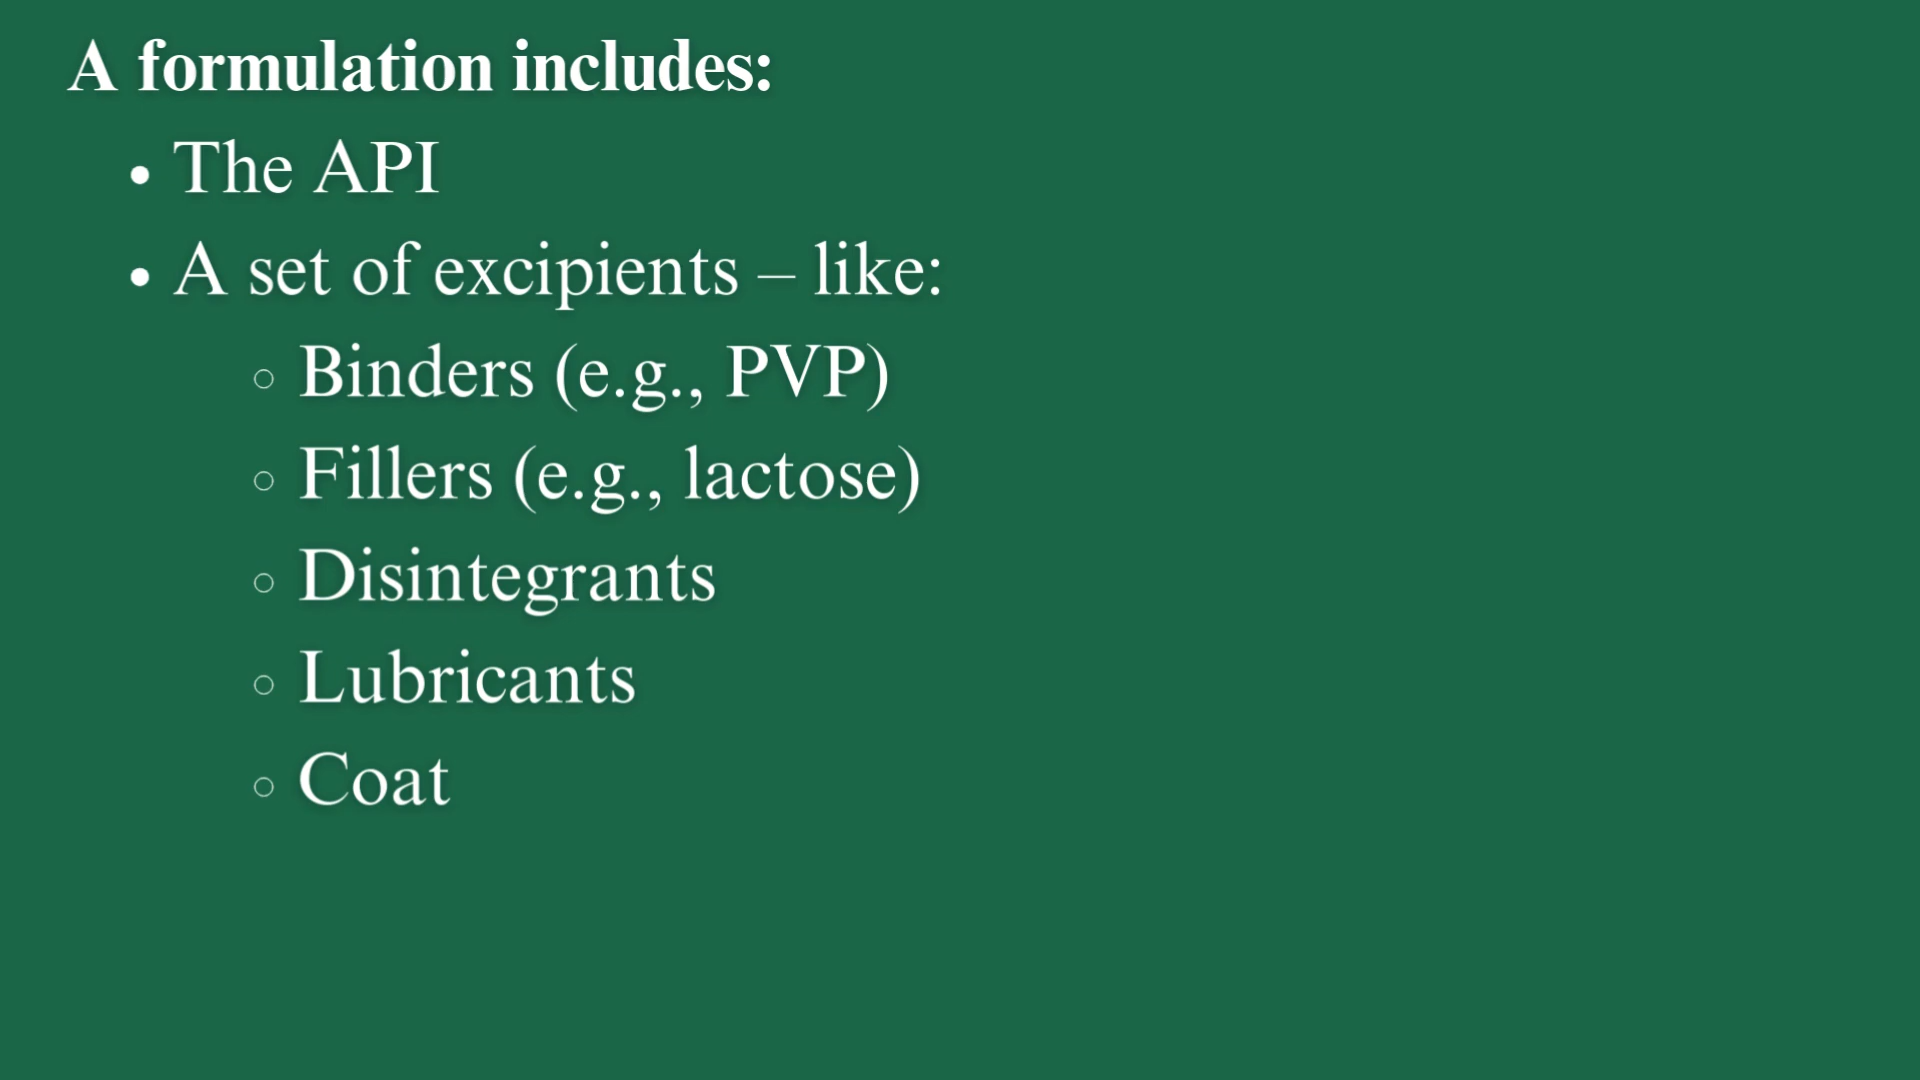 A formulation includes:
• The API
• A set of excipients – like:
○ Binders (e.g., PVP)
○ Fillers (e.g., lactose)
○ Disintegrants
○ Lubricants
○ Coat